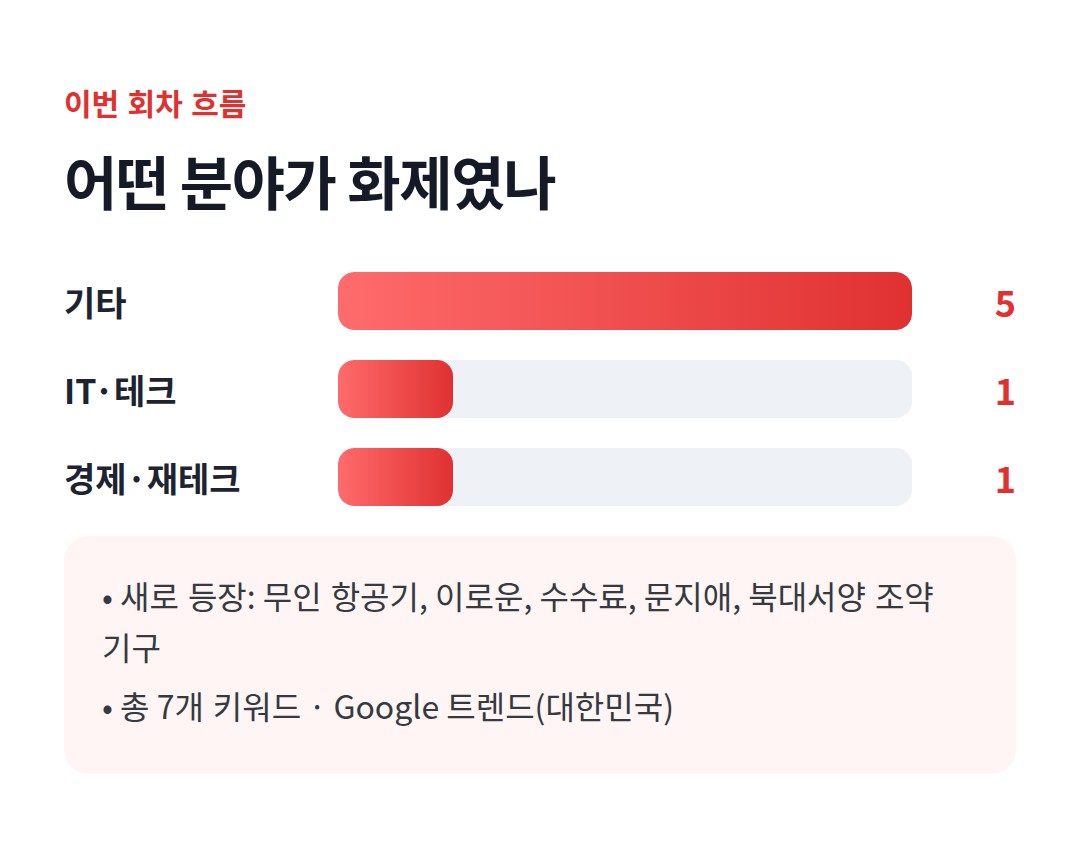 이번 회차 흐름
어떤 분야가 화제였나
기타 5
IT·테크 1
경제·재테크 1
• 새로 등장: 무인 항공기, 이로운, 수수료, 문지애, 북대서양 조약
기구
• 총 7개 키워드 · Google 트렌드(대한민국)